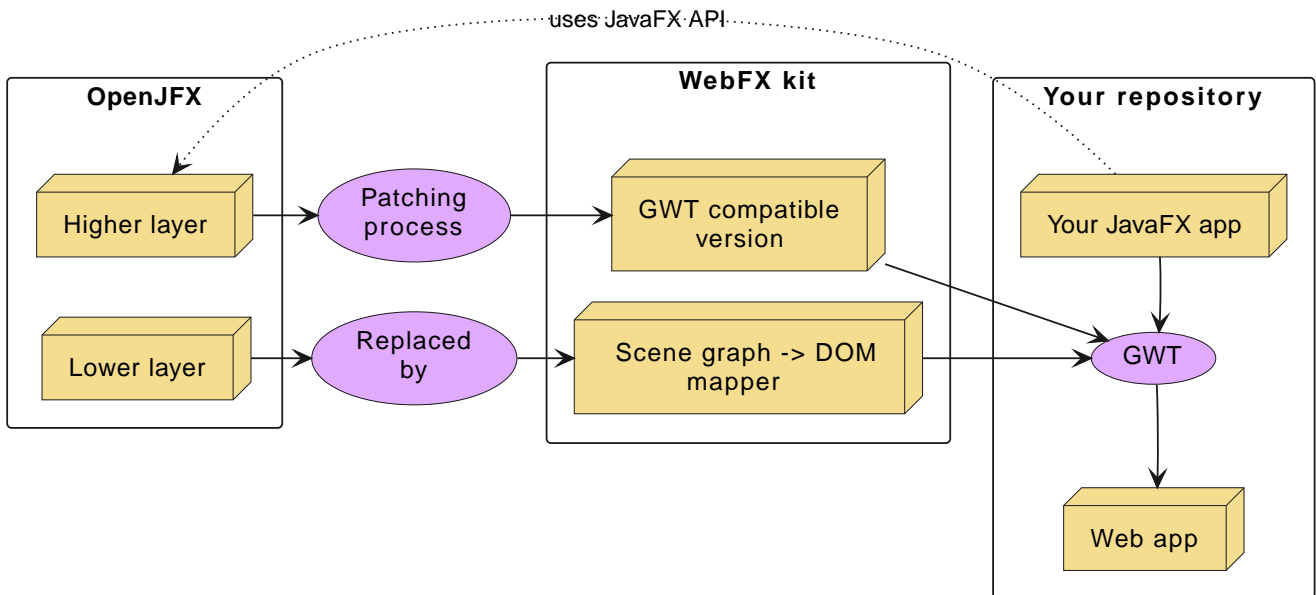 uses JavaFX API
OpenJFX
WebFX kit
Your repository
Higher layer
Patching
process
GWT compatible
version
Your JavaFX app
Lower layer
Replaced
by
Scene graph -> DOM
mapper
GWT
Web app